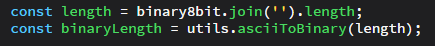 const length = binary8bit.join('').length;
const binaryLength = utils.asciiToBinary(length);